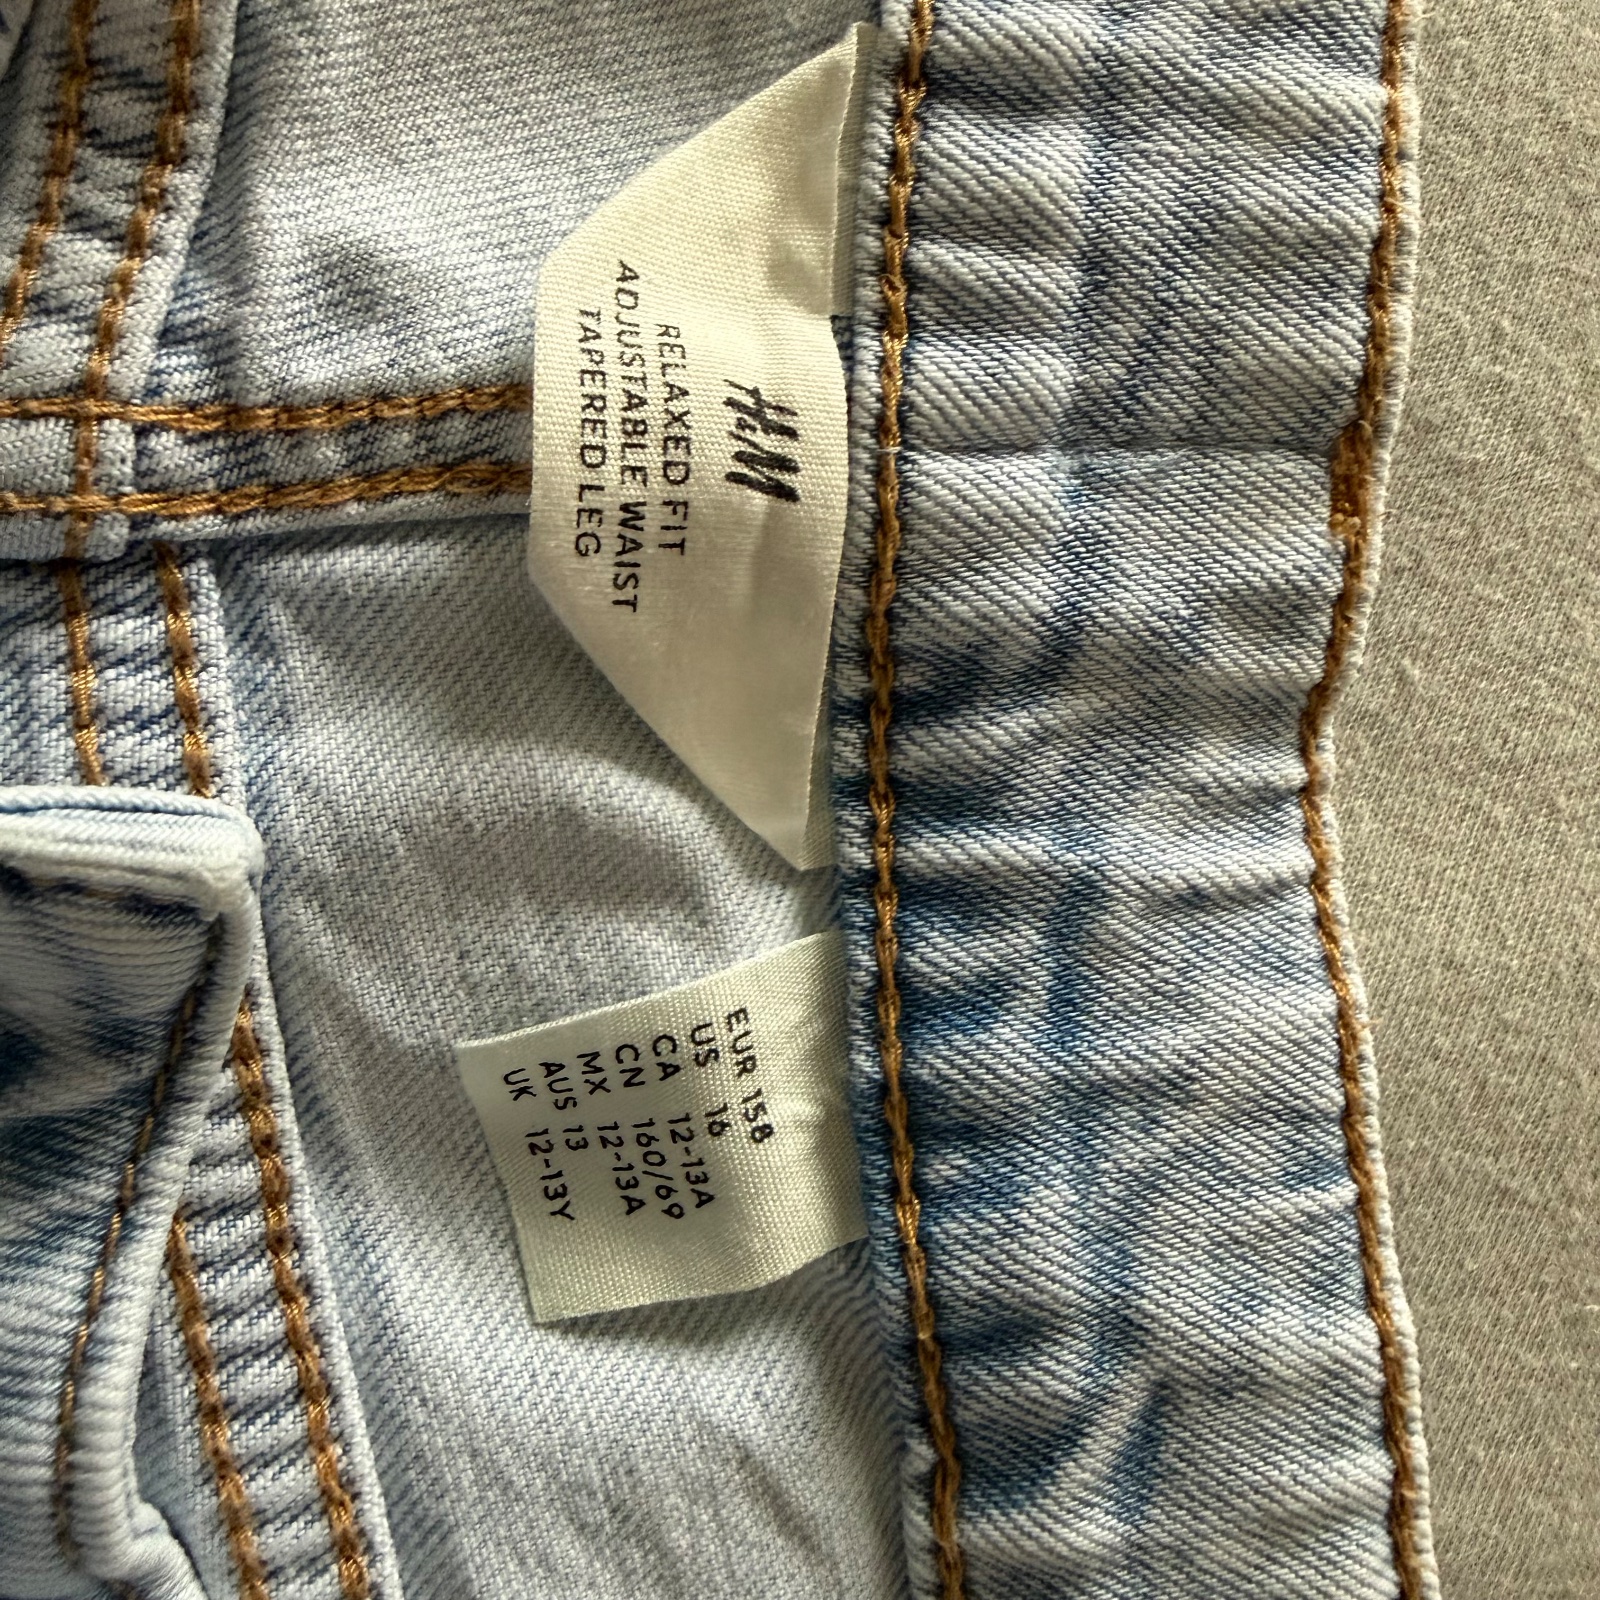 H&M
RELAXED FIT
ADJUSTABLE WAIST
TAPERED LEG
EUR 158
US 16
CA 12-13A
CN 160/69
MX 12-13A
AUS 13
UK 12-13Y